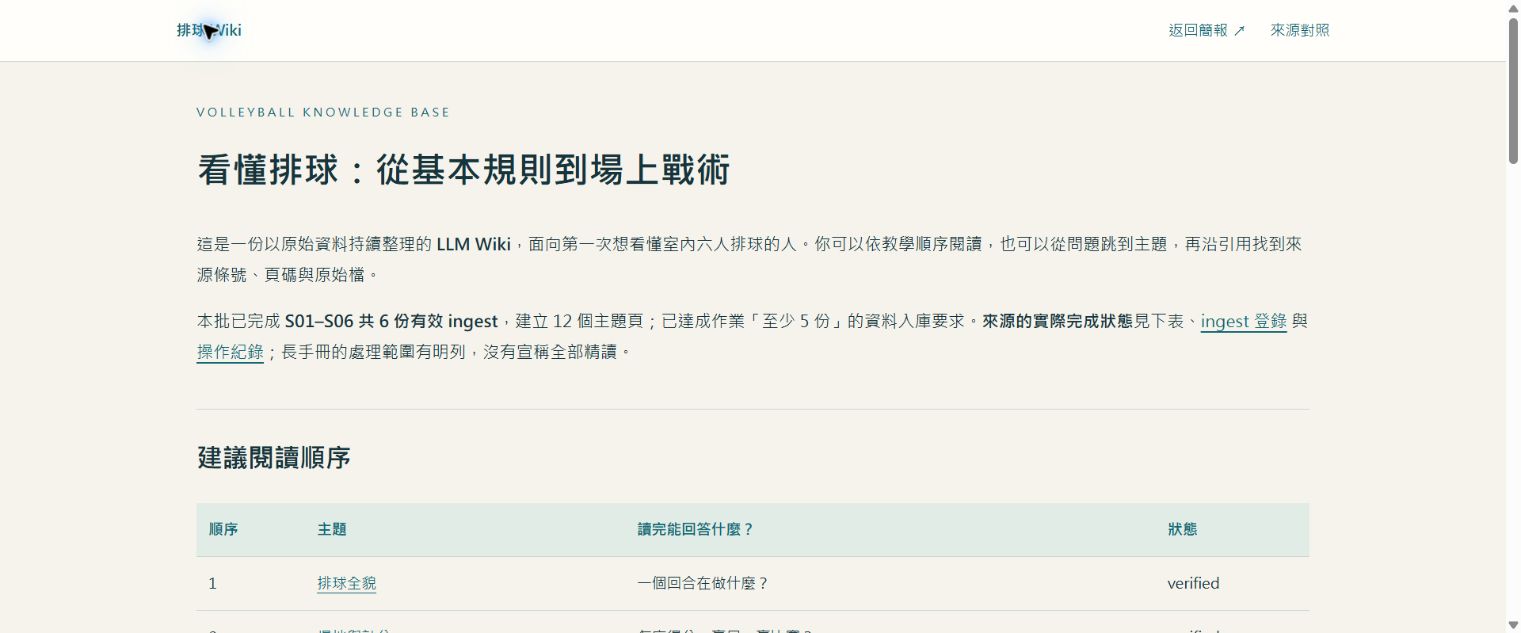 排球Wiki
返回簡報 ↗ 來源對照
VOLLEYBALL KNOWLEDGE BASE
看懂排球：從基本規則到場上戰術
這是一份以原始資料持續整理的 LLM Wiki，面向第一次想看懂室內六人排球的人。你可以依教學順序閱讀，也可以從問題跳到主題，再沿引用找到來
源條號、頁碼與原始檔。
本批已完成 S01–S06 共 6 份有效 ingest，建立 12 個主題頁；已達成作業「至少 5 份」的資料入庫要求。來源的實際完成狀態見下表、ingest 登錄 與
操作紀錄；長手冊的處理範圍有明列，沒有宣稱全部精讀。
建議閱讀順序
順序 主題 讀完能回答什麼？ 狀態
1 排球全貌 一個回合在做什麼？ verified